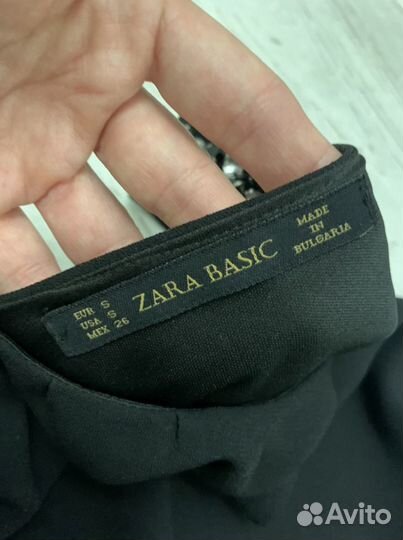 EUR S
USA S
MEX 26
ZARA BASIC
MADE
IN
BULGARIA
Avito